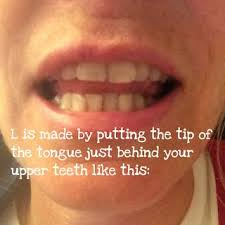 L is made by putting the tip of
the tongue just behind your
upper teeth like this: